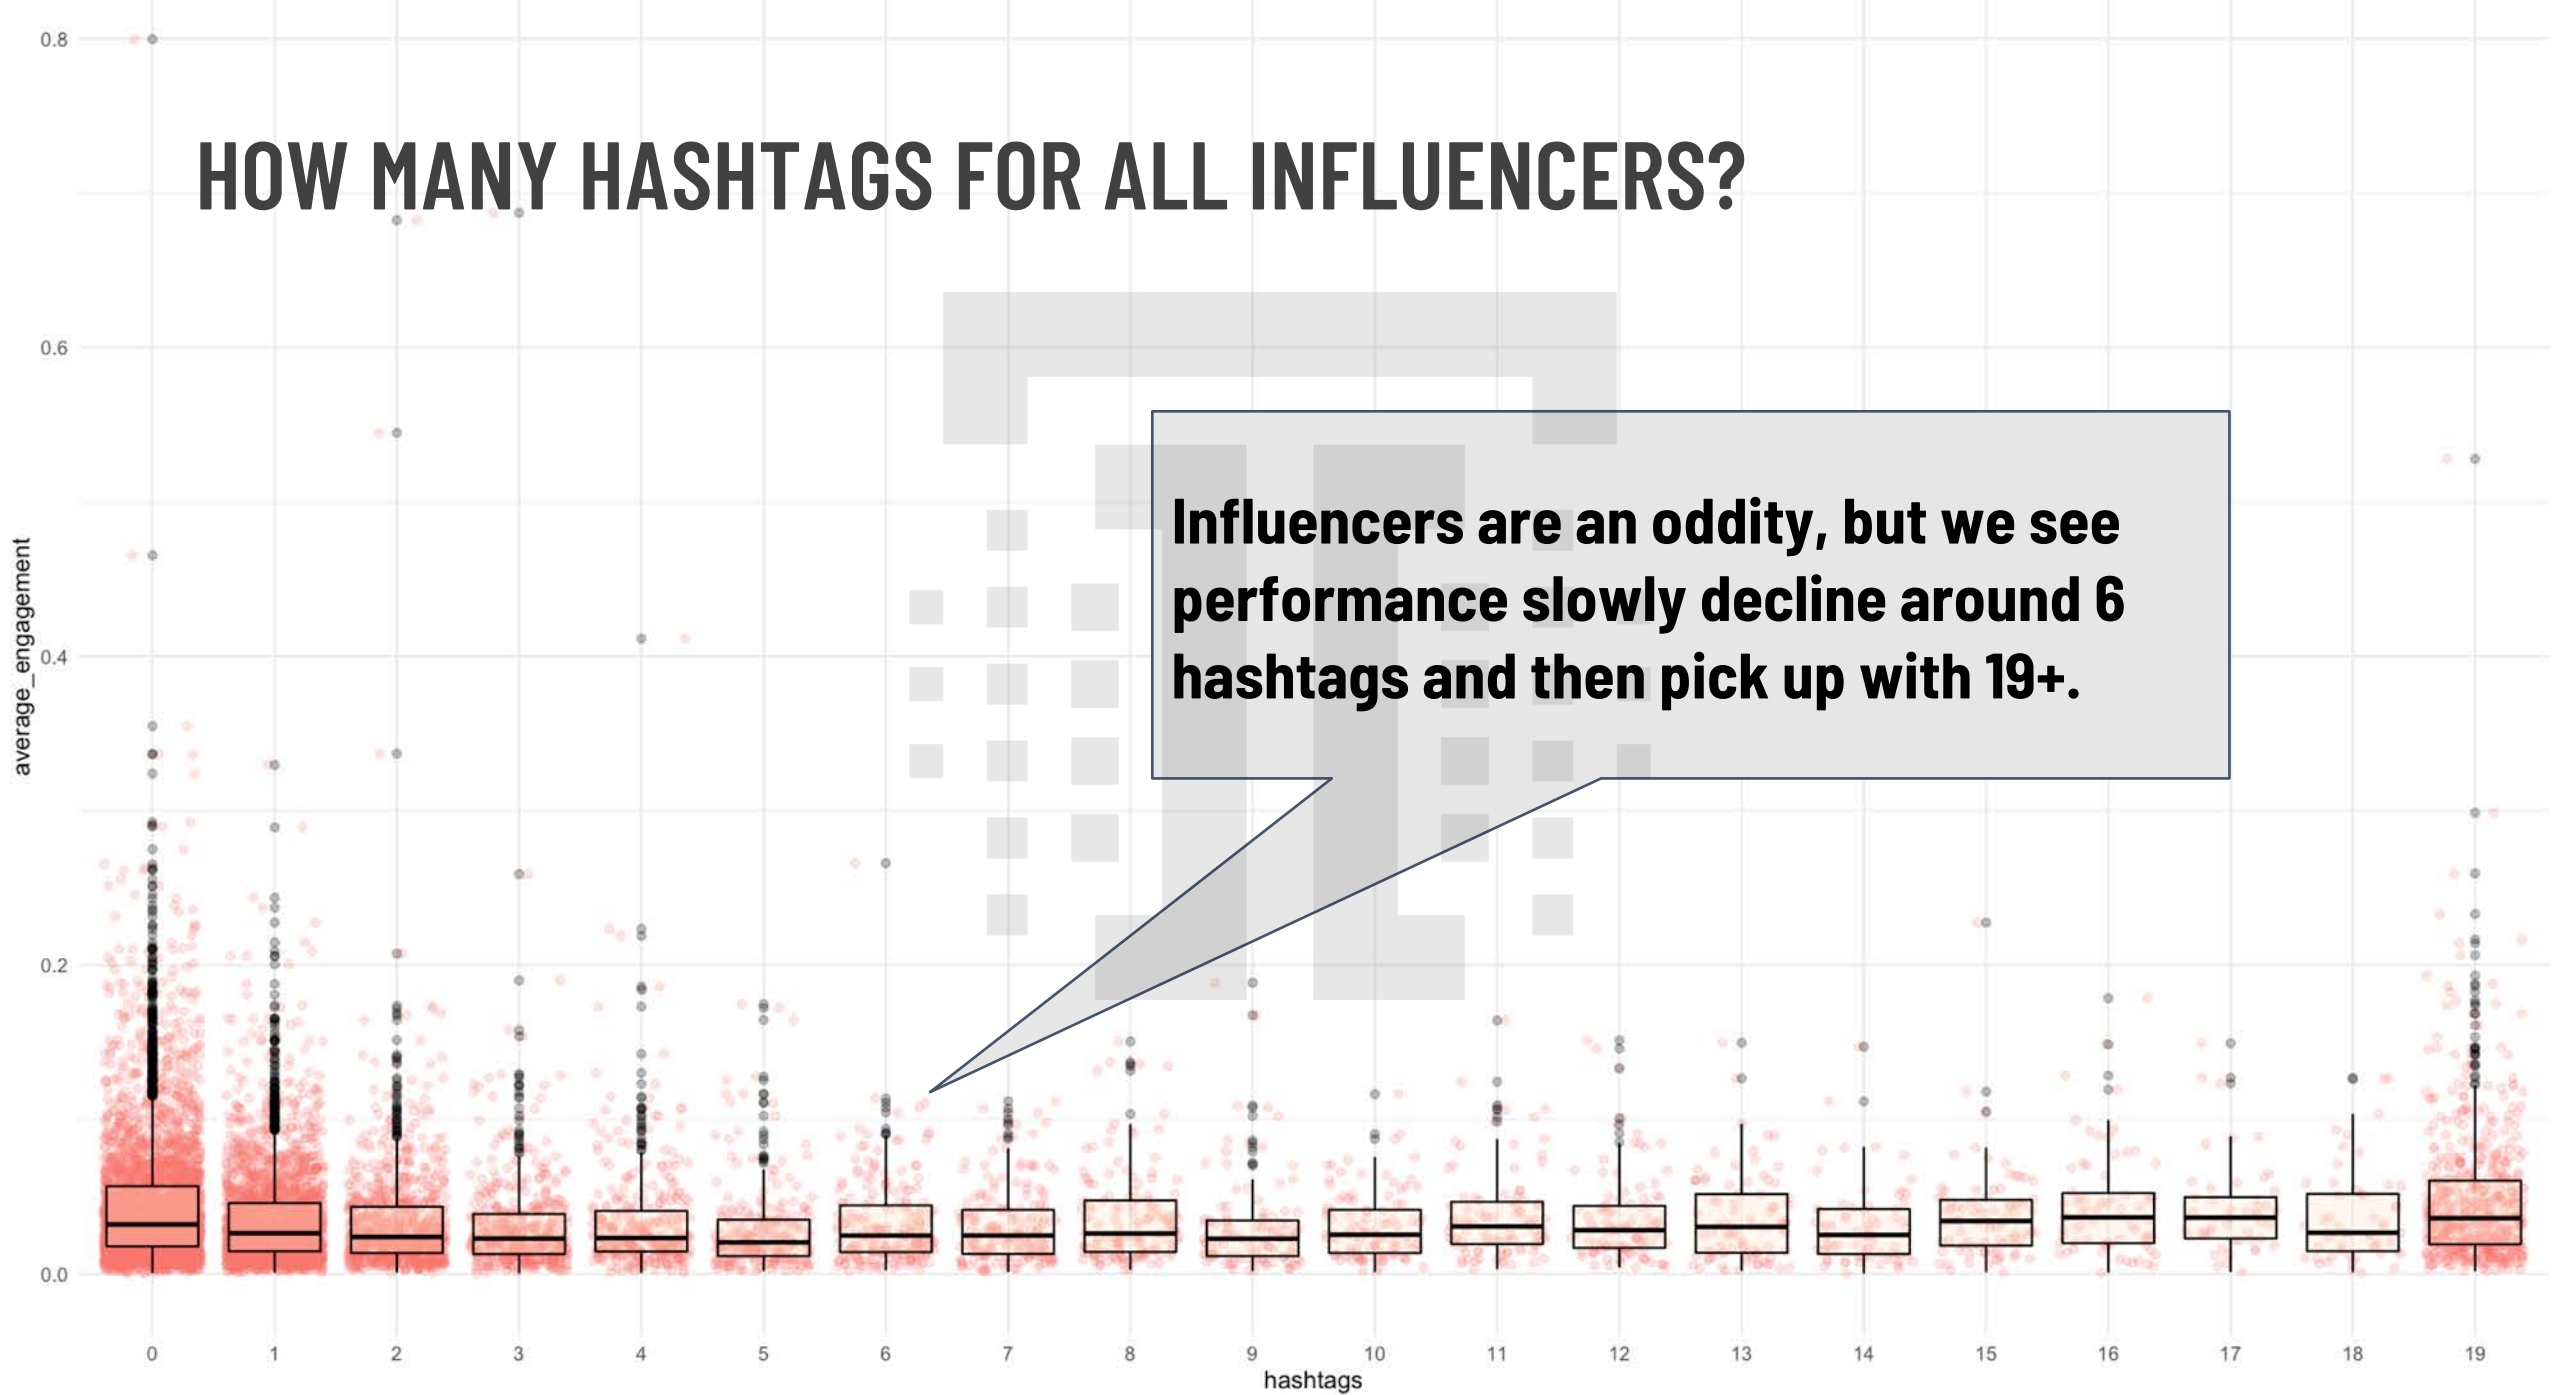 0.8
HOW MANY HASHTAGS FOR ALL INFLUENCERS?
0.6
Influencers are an oddity, but we see
performance slowly decline around 6
hashtags and then pick up with 19+.
average_engagement
0.4
0.2
0.0
0 1 2 3 4 5 6 7 8 9 10 11 12 13 14 15 16 17 18 19
hashtags